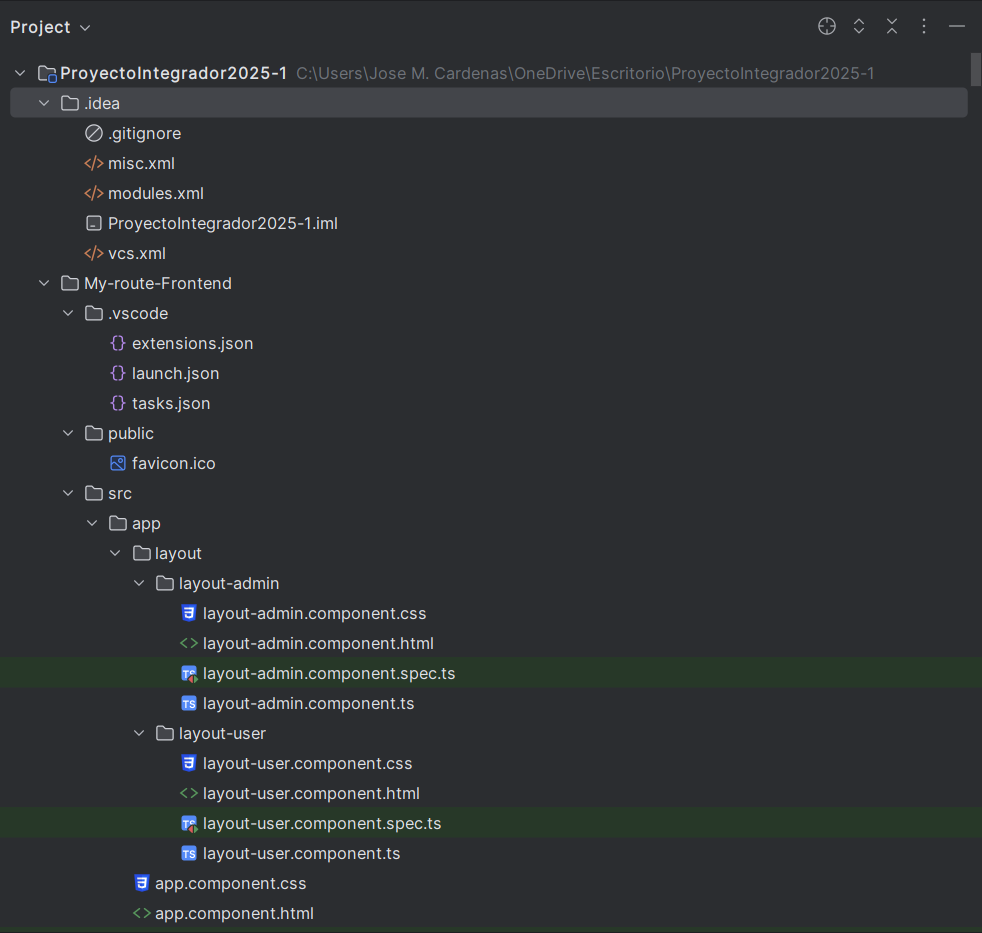 Project
ProyectoIntegrador2025-1 C:\Users\Jose M. Cardenas\OneDrive\Escritorio\ProyectoIntegrador2025-1
.idea
.gitignore
misc.xml
modules.xml
ProyectoIntegrador2025-1.iml
vcs.xml
My-route-Frontend
.vscode
extensions.json
launch.json
tasks.json
public
favicon.ico
src
app
layout
layout-admin
layout-admin.component.css
layout-admin.component.html
layout-admin.component.spec.ts
layout-admin.component.ts
layout-user
layout-user.component.css
layout-user.component.html
layout-user.component.spec.ts
layout-user.component.ts
app.component.css
app.component.html